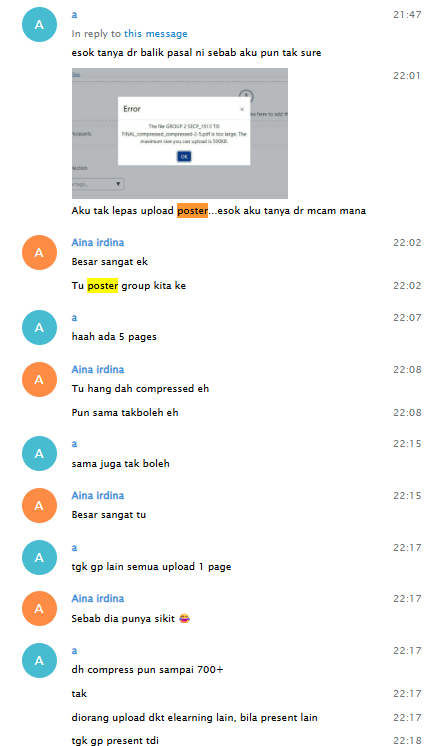 a
21:47
In reply to this message
esok tanya dr balik pasal ni sebab aku pun tak sure
22:01
Error
×
The file GROUP 2 SECP_1513 TIS
FINAL_compressed_compressed-2-5.pdf is too large. The
maximum size you can upload is 500KB.
OK
Aku tak lepas upload poster...esok aku tanya dr mcam mana
A
Aina irdina
22:02
Besar sangat ek
Tu poster group kita ke
22:02
A
a
22:07
haah ada 5 pages
A
Aina irdina
22:08
Tu hang dah compressed eh
Pun sama takboleh eh
22:08
A
a
22:15
sama juga tak boleh
A
Aina irdina
22:15
Besar sangat tu
A
a
22:17
tgk gp lain semua upload 1 page
A
Aina irdina
22:17
Sebab dia punya sikit 😂
A
a
22:17
dh compress pun sampai 700+
tak
22:17
diorang upload dkt elearning lain, bila present lain
22:17
tgk gp present tdi
22:18